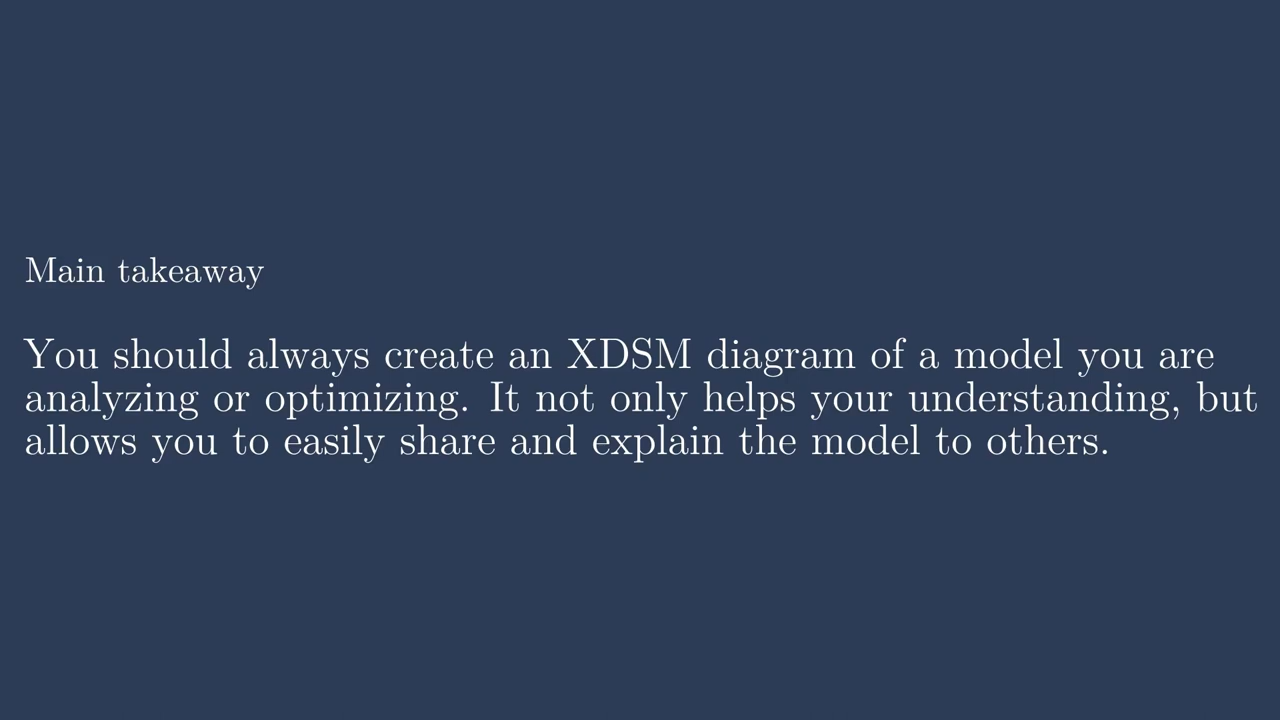 Main takeaway
You should always create an XDSM diagram of a model you are
analyzing or optimizing. It not only helps your understanding, but
allows you to easily share and explain the model to others.